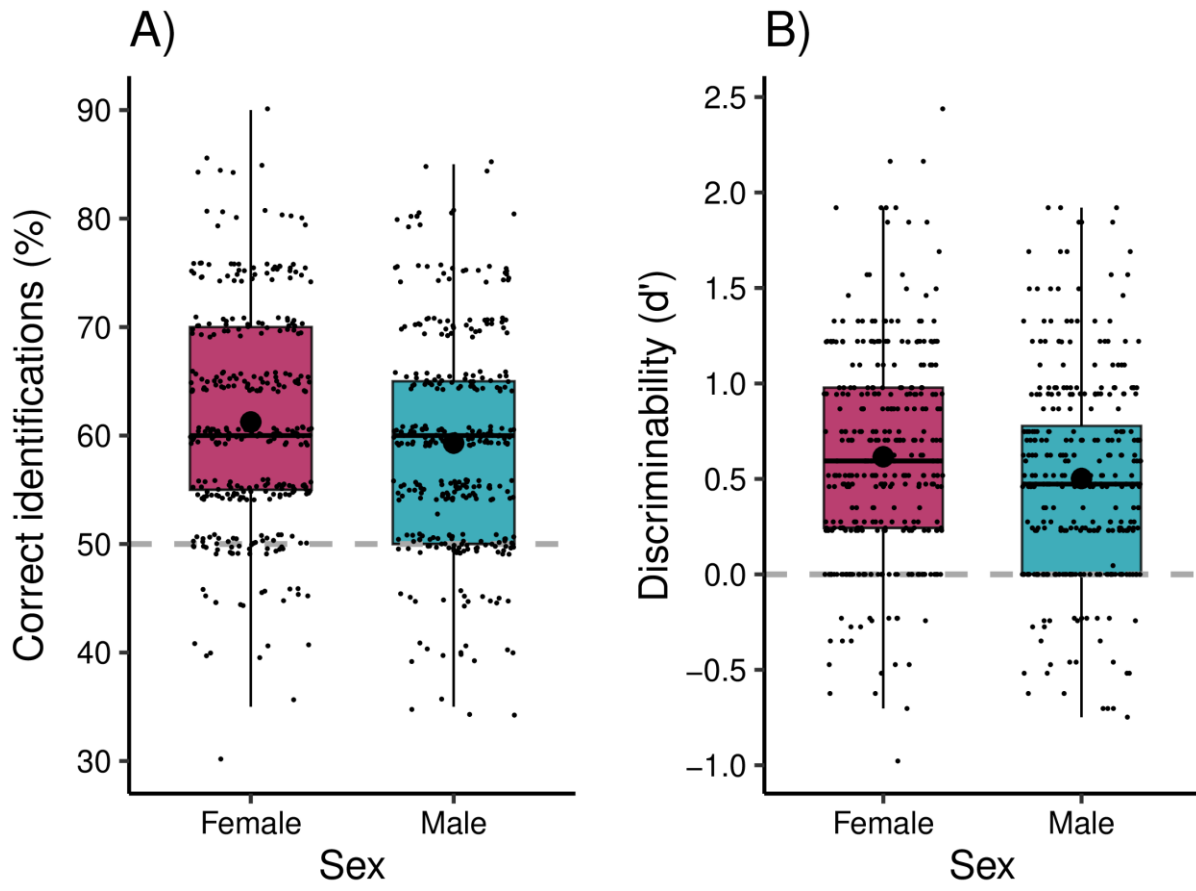 A)
Correct identifications (%)
90
80
70
60
50
40
30
Female
Male
Sex
B)
Discriminability (d')
2.5
2.0
1.5
1.0
0.5
0.0
−0.5
−1.0
Female
Male
Sex